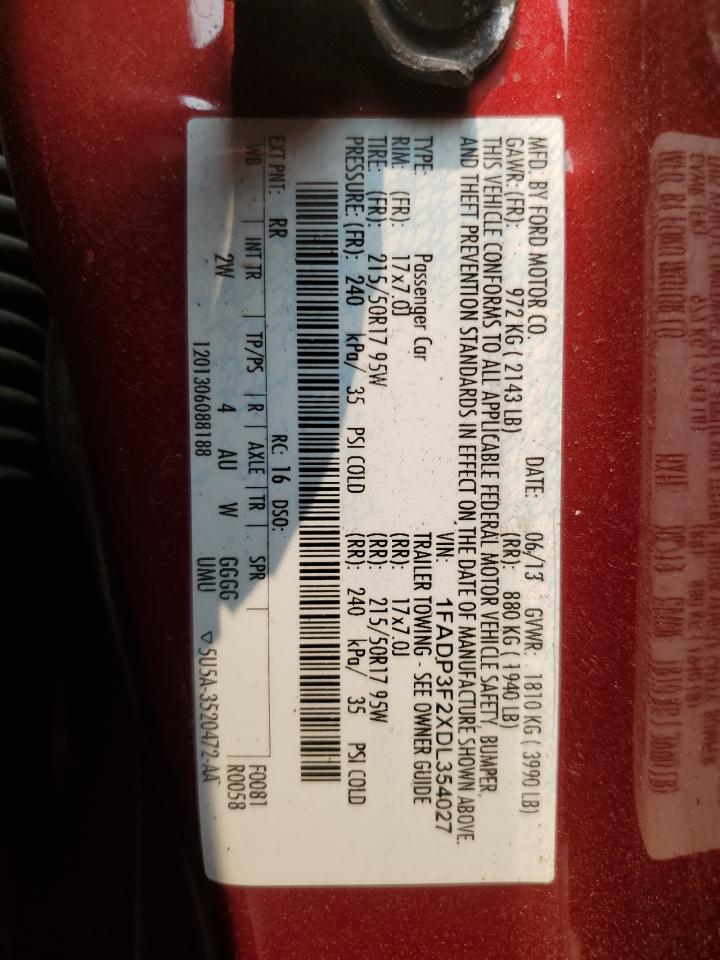 MFD. BY FORD MOTOR CO.
DATE: 06/13 GVWR: 1810 KG ( 3990 LB)
GAWR: (FR): 972 KG ( 2143 LB) (RR): 880 KG ( 1940 LB)
THIS VEHICLE CONFORMS TO ALL APPLICABLE FEDERAL MOTOR VEHICLE SAFETY, BUMPER,
AND THEFT PREVENTION STANDARDS IN EFFECT ON THE DATE OF MANUFACTURE SHOWN ABOVE.
VIN: 1FADP3F2XDL354027
TYPE: Passenger Car TRAILER TOWING - SEE OWNER GUIDE
RIM: (FR): 17x7.0J (RR): 17x7.0J
TIRE: (FR): 215/50R17 95W (RR): 215/50R17 95W
PRESSURE: (FR): 240 kPa/ 35 PSI COLD (RR): 240 kPa/ 35 PSI COLD
EXT PNT: RR RC: 16 DSO: F0081
WB INT TR TP/PS R AXLE TR SPR R0058
2W 4 AU W GGGG
UMU
1201306088188 ▽5U5A-3520472-AA